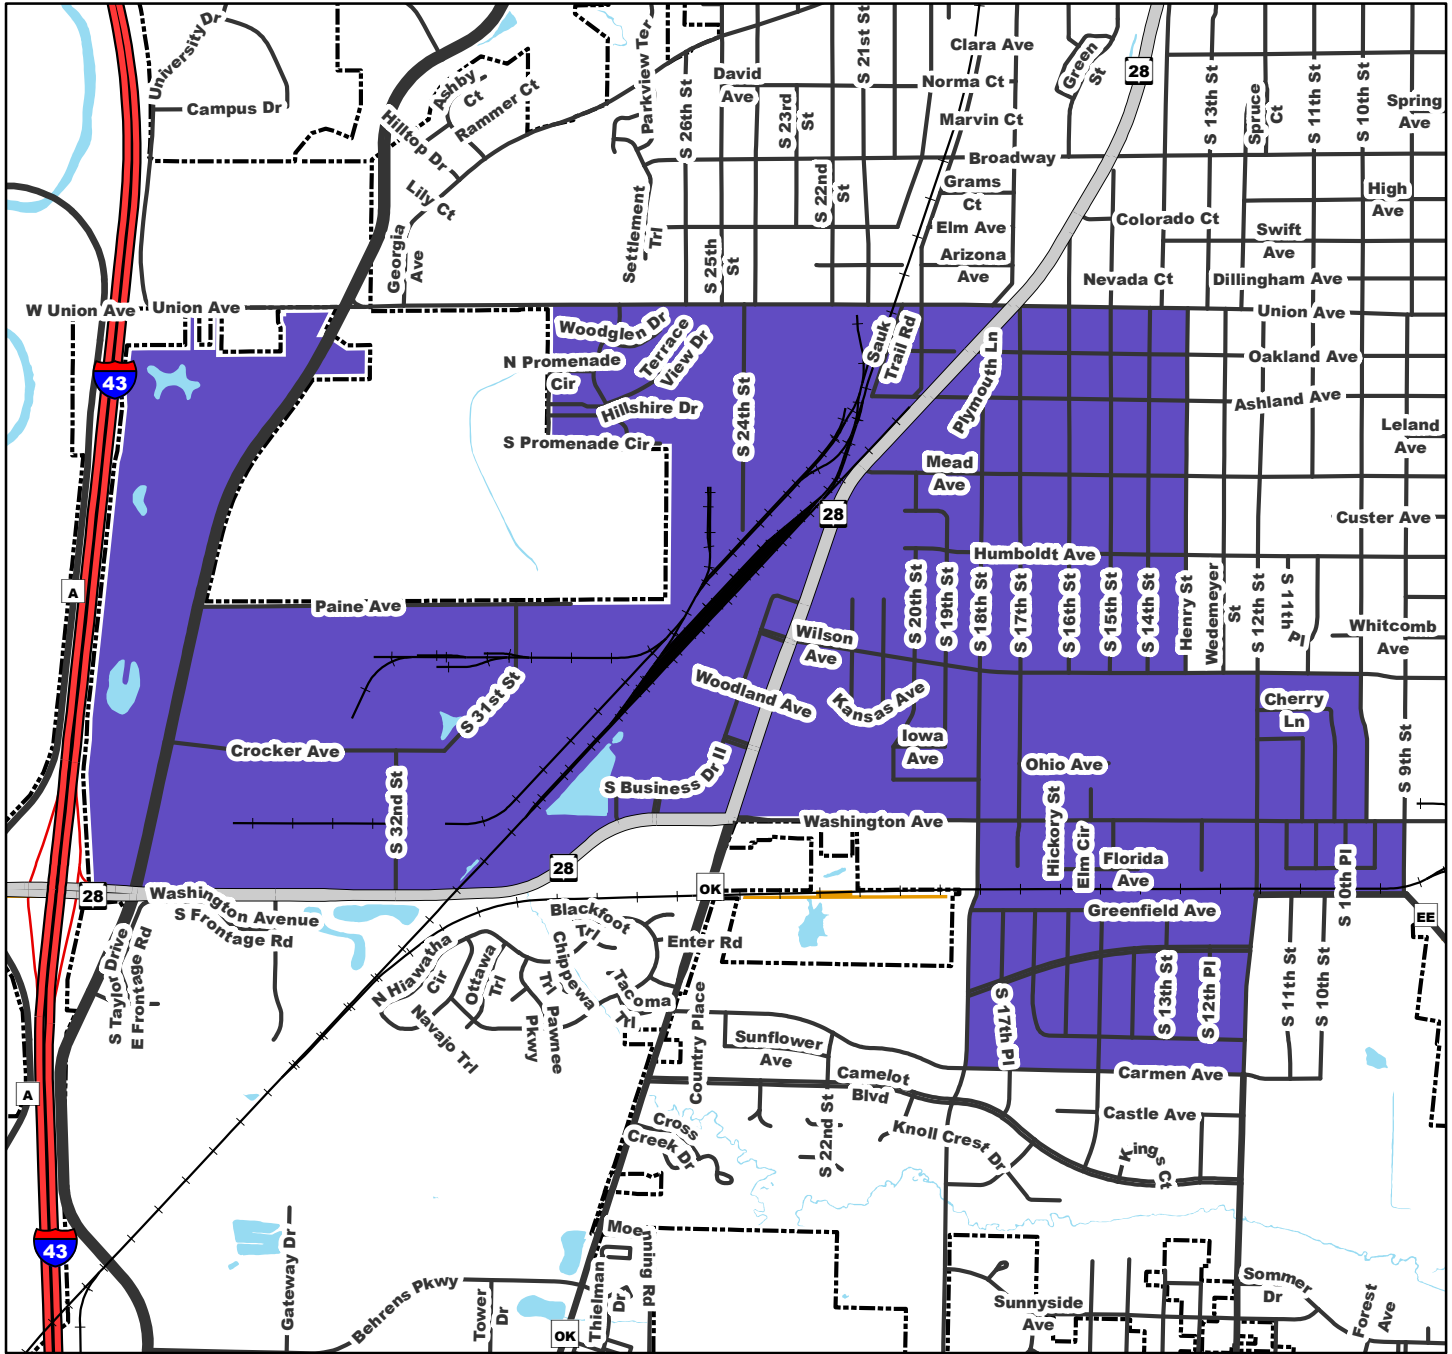 University Dr
Campus Dr
Ashby
Ct
Rammer Ct
Hilltop Dr
Lily Ct
Georgia
Ave
Parkview Ter
S 26th St
David
Ave
S 23rd
St
S 21st St
S 22nd
St
Settlement
Trl
S 25th
St
Clara Ave
Norma Ct
Marvin Ct
Broadway
Grams
Ct
Elm Ave
Arizona
Ave
Green
St
28
S 13th St
Spruce
Ct
S 11th St
S 10th St
Spring
Ave
High
Ave
Colorado Ct
Swift
Ave
Nevada Ct
Dillingham Ave
W Union Ave
Union Ave
Union Ave
Oakland Ave
Ashland Ave
Leland
Ave
Custer Ave
Whitcomb
Ave
43
Woodglen Dr
N Promenade
Cir
Terrace
View Dr
Hillshire Dr
S Promenade Cir
S 24th St
Sauk
Trail Rd
Plymouth Ln
Mead
Ave
28
Humboldt Ave
S 20th St
S 19th St
S 18th St
S 17th St
S 16th St
S 15th St
S 14th St
Henry St
Wedemeyer
St
S 12th St
S 11th Pl
A
Paine Ave
Wilson
Ave
Woodland Ave
Kansas Ave
Iowa
Ave
Cherry
Ln
S 9th St
S 31st St
Crocker Ave
S 32nd St
S Business Dr II
Ohio Ave
Hickory St
Elm Cir
Washington Ave
Florida
Ave
S 10th Pl
28
28
OK
Washington Avenue
S Frontage Rd
S Taylor Drive
E Frontage Rd
Blackfoot
Trl
Enter Rd
Greenfield Ave
EE
N Hiawatha
Cir
Ottawa
Trl
Chippewa
Trl
Tacoma
Trl
Navajo Trl
Pawnee
Pkwy
Country Place
S 17th Pl
S 13th St
S 12th Pl
S 11th St
S 10th St
Sunflower
Ave
Camelot
Blvd
Carmen Ave
Castle Ave
A
Cross
Creek Dr
S 22nd St
Knoll Crest Dr
Kings Ct
43
Gateway Dr
Behrens Pkwy
Tower
Dr
OK
Moenning Rd
Thielman
Dr
Sunnyside
Ave
Sommer
Dr
Forest
Ave